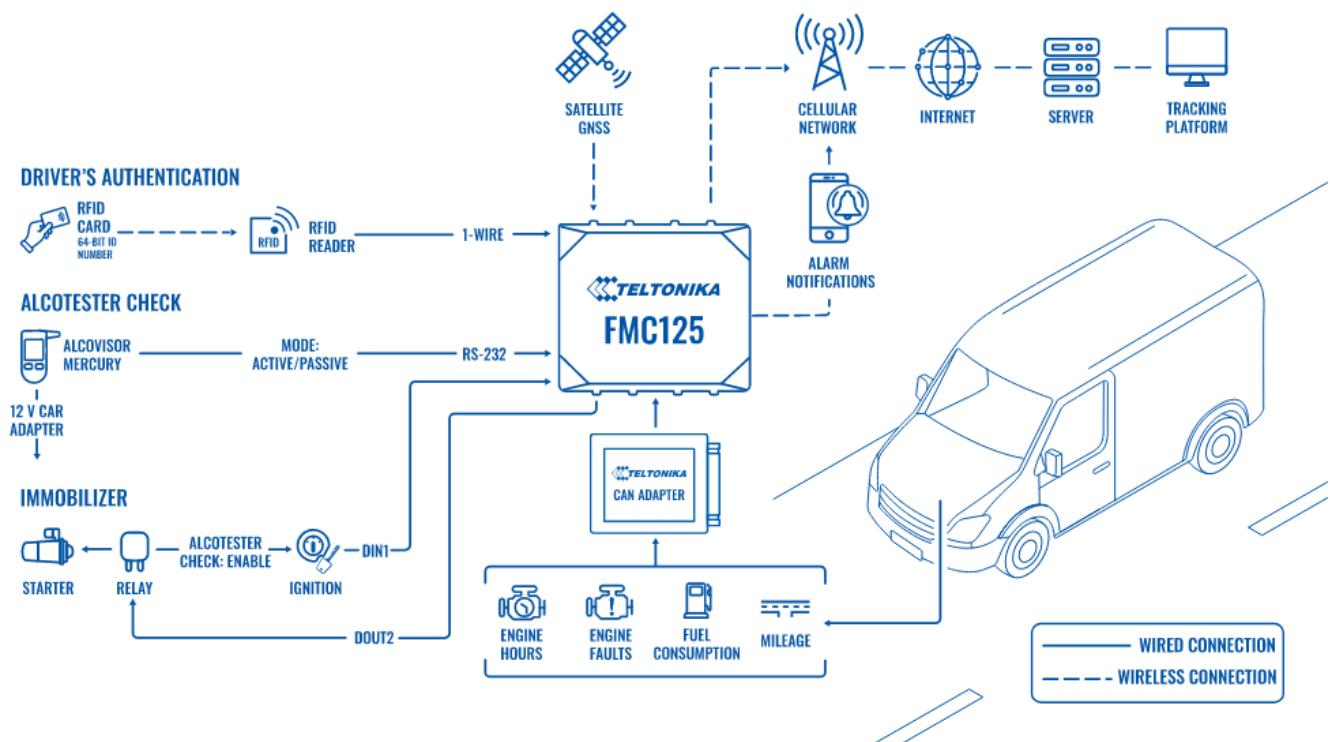 SATELLITE
GNSS
CELLULAR
NETWORK
INTERNET
SERVER
TRACKING
PLATFORM
DRIVER'S AUTHENTICATION
RFID
CARD
64-BIT ID
NUMBER
RFID
RFID
READER
1-WIRE
ALARM
NOTIFICATIONS
TELTONIKA
FMC125
ALCOTESTER CHECK
ALCOVISOR
MERCURY
MODE:
ACTIVE/PASSIVE
RS-232
12 V CAR
ADAPTER
TELTONIKA
CAN ADAPTER
IMMOBILIZER
STARTER
RELAY
ALCOTESTER
CHECK: ENABLE
IGNITION
DIN1
DOUT2
ENGINE
HOURS
ENGINE
FAULTS
FUEL
CONSUMPTION
MILEAGE
WIRED CONNECTION
WIRELESS CONNECTION